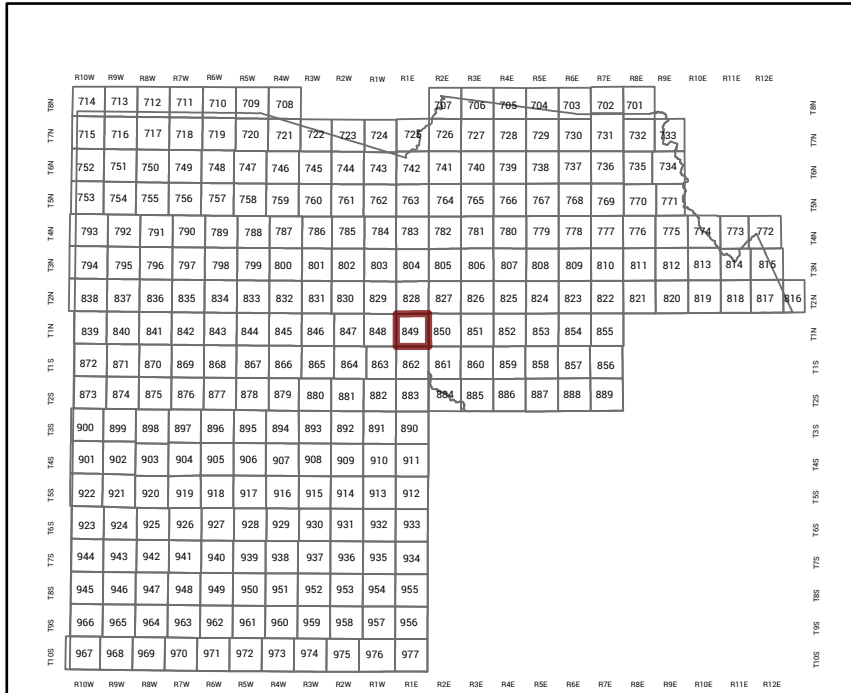 R10W R9W R8W R7W R6W R5W R4W R3W R2W R1W R1E R2E R3E R4E R5E R6E R7E R8E R9E R10E R11E R12E
T8N 714 713 712 711 710 709 708 707 706 705 704 703 702 701 T8N
T7N 715 716 717 718 719 720 721 722 723 724 725 726 727 728 729 730 731 732 733 T7N
T6N 752 751 750 749 748 747 746 745 744 743 742 741 740 739 738 737 736 735 734 T6N
T5N 753 754 755 756 757 758 759 760 761 762 763 764 765 766 767 768 769 770 771 T5N
T4N 793 792 791 790 789 788 787 786 785 784 783 782 781 780 779 778 777 776 775 774 773 772 T4N
T3N 794 795 796 797 798 799 800 801 802 803 804 805 806 807 808 809 810 811 812 813 814 815 T3N
T2N 838 837 836 835 834 833 832 831 830 829 828 827 826 825 824 823 822 821 820 819 818 817 816 T2N
T1N 839 840 841 842 843 844 845 846 847 848 849 850 851 852 853 854 855 T1N
T1S 872 871 870 869 868 867 866 865 864 863 862 861 860 859 858 857 856 T1S
T2S 873 874 875 876 877 878 879 880 881 882 883 884 885 886 887 888 889 T2S
T3S 900 899 898 897 896 895 894 893 892 891 890 T3S
T4S 901 902 903 904 905 906 907 908 909 910 911 T4S
T5S 922 921 920 919 918 917 916 915 914 913 912 T5S
T6S 923 924 925 926 927 928 929 930 931 932 933 T6S
T7S 944 943 942 941 940 939 938 937 936 935 934 T7S
T8S 945 946 947 948 949 950 951 952 953 954 955 T8S
T9S 966 965 964 963 962 961 960 959 958 957 956 T9S
T10S 967 968 969 970 971 972 973 974 975 976 977 T10S
R10W R9W R8W R7W R6W R5W R4W R3W R2W R1W R1E R2E R3E R4E R5E R6E R7E R8E R9E R10E R11E R12E